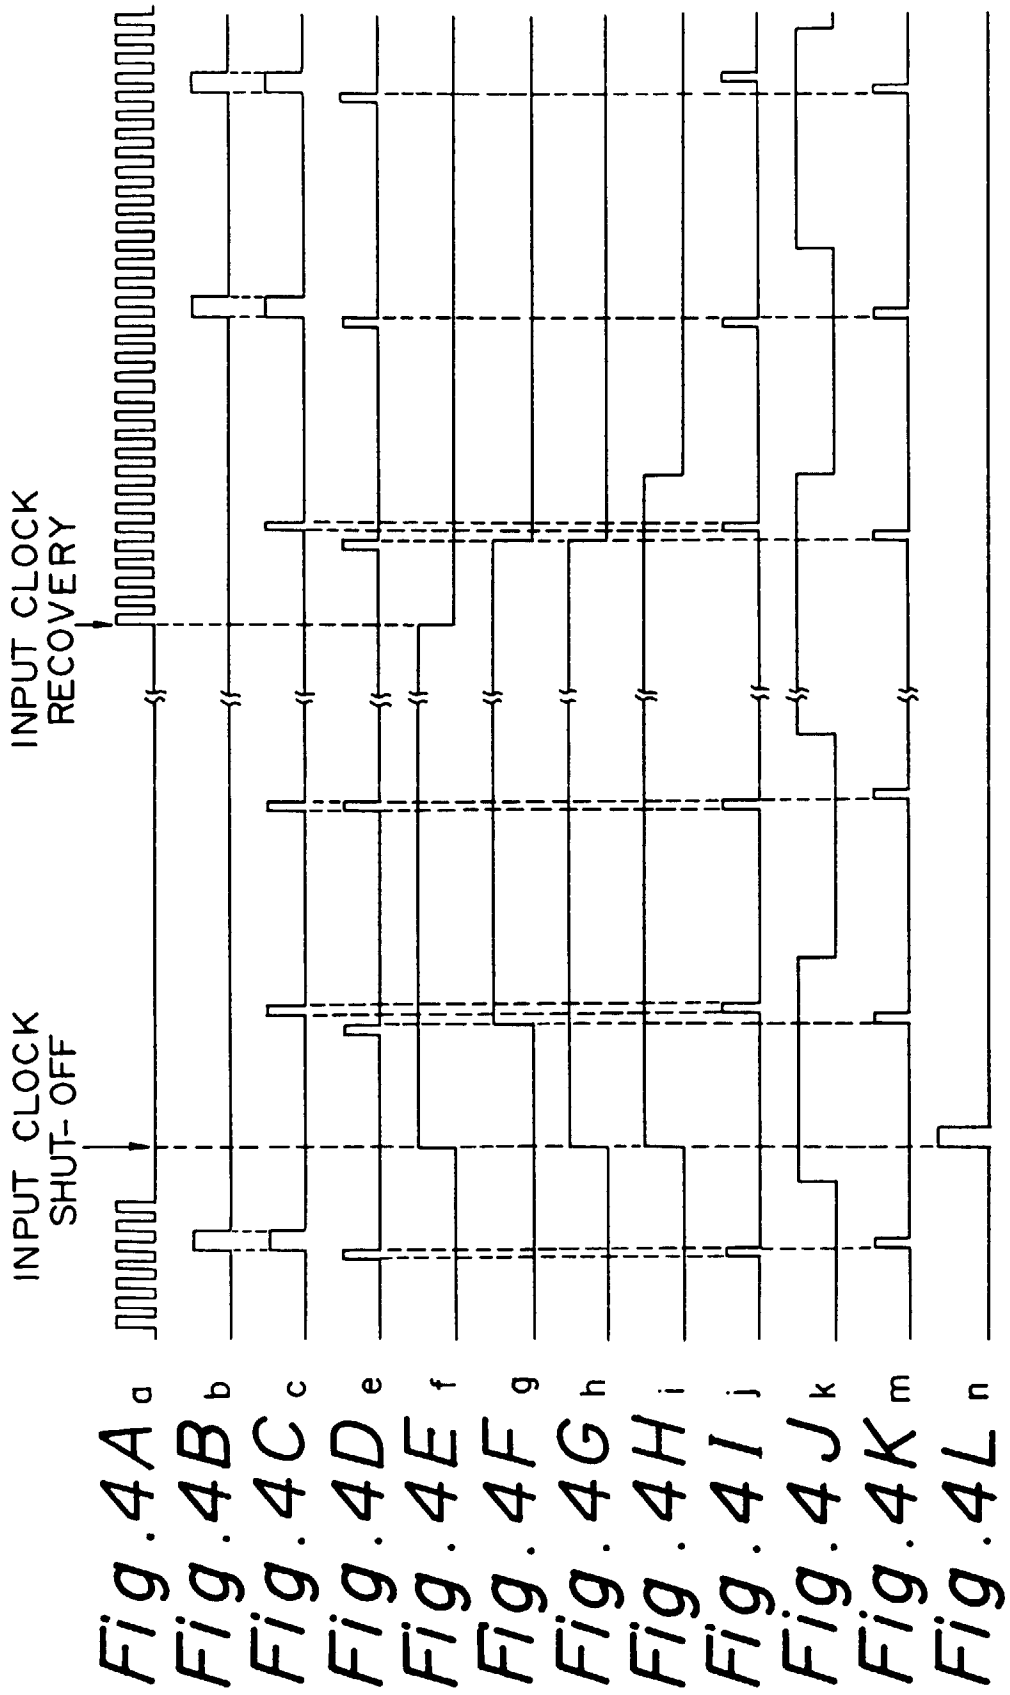 INPUT CLOCK
SHUT-OFF
INPUT CLOCK
RECOVERY
Fig.4A a
Fig.4B b
Fig.4C c
Fig.4D e
Fig.4E f
Fig.4F g
Fig.4G h
Fig.4H i
Fig.4I j
Fig.4J k
Fig.4K m
Fig.4L n